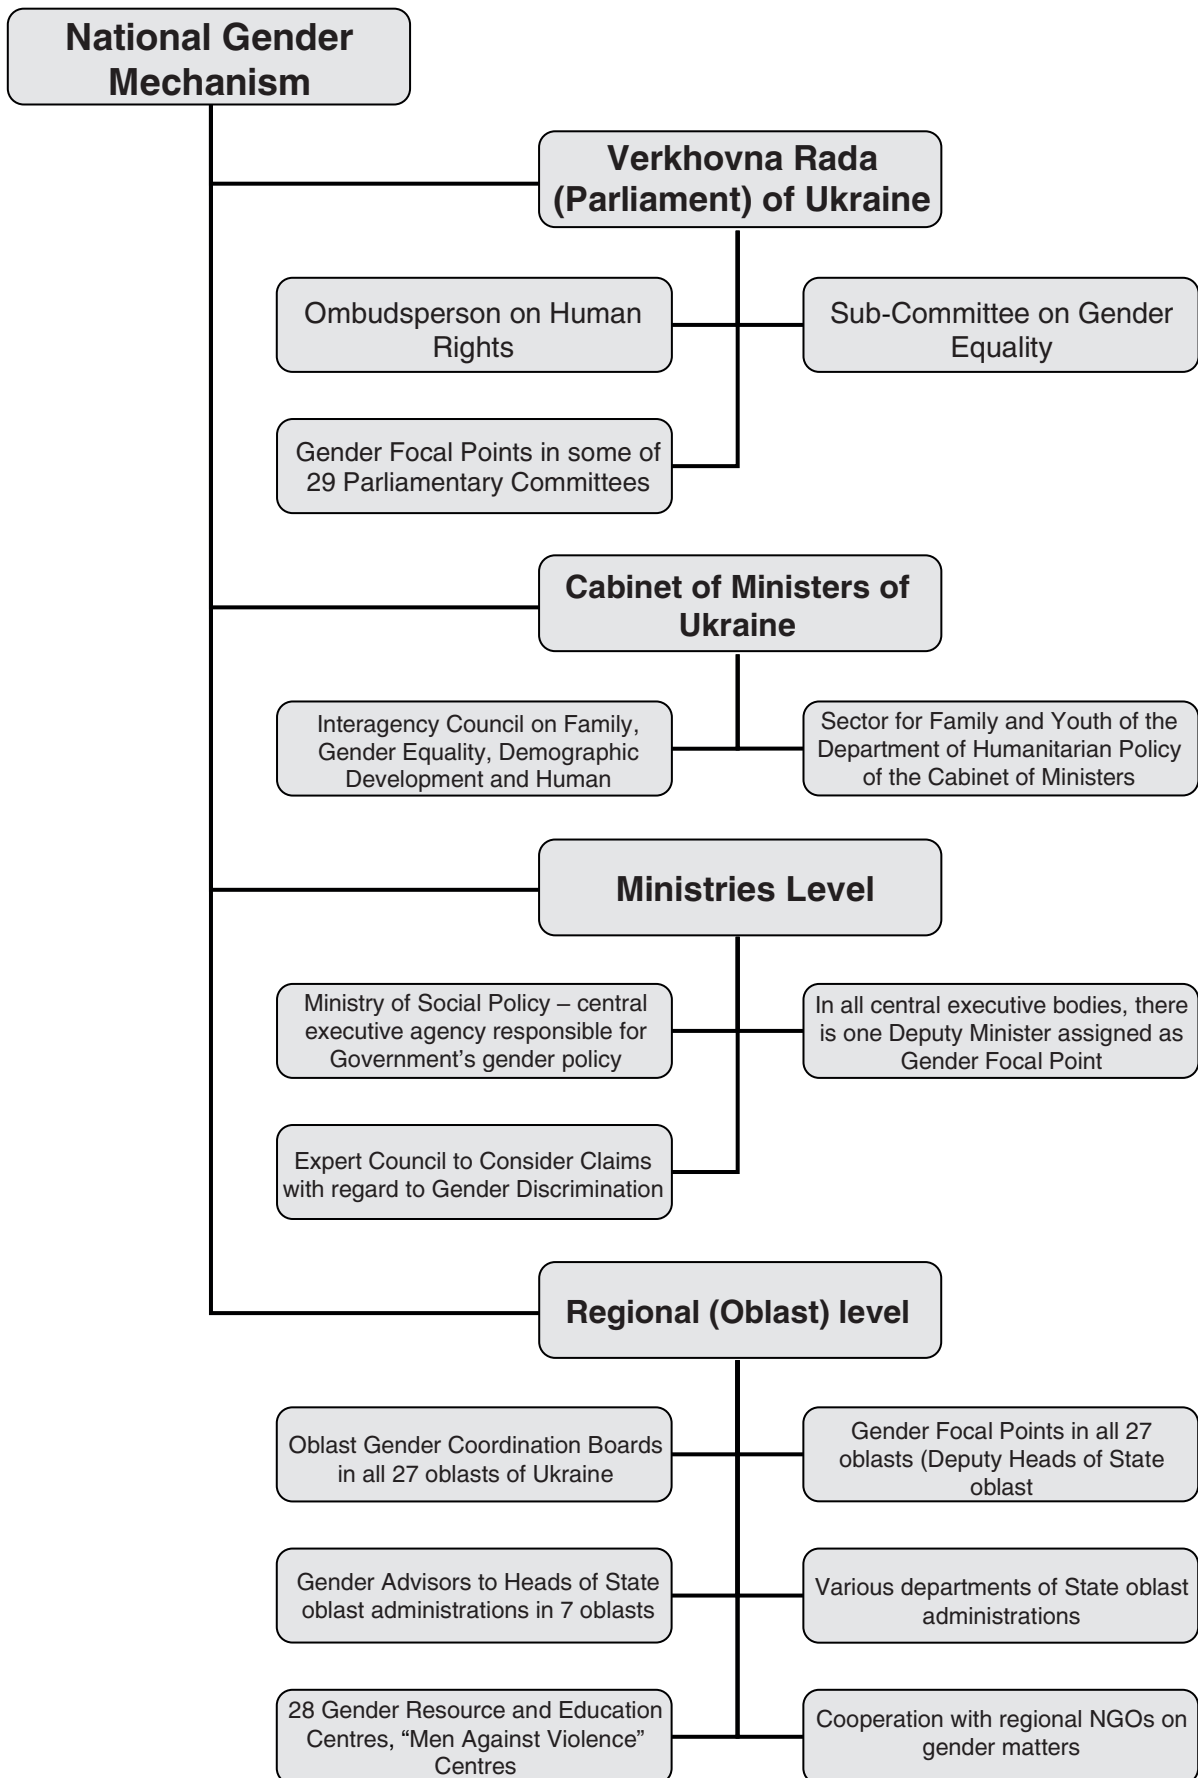 National Gender
Mechanism
Verkhovna Rada
(Parliament) of Ukraine
Ombudsperson on Human
Rights
Sub-Committee on Gender
Equality
Gender Focal Points in some of
29 Parliamentary Committees
Cabinet of Ministers of
Ukraine
Interagency Council on Family,
Gender Equality, Demographic
Development and Human
Sector for Family and Youth of the
Department of Humanitarian Policy
of the Cabinet of Ministers
Ministries Level
Ministry of Social Policy – central
executive agency responsible for
Government’s gender policy
In all central executive bodies, there
is one Deputy Minister assigned as
Gender Focal Point
Expert Council to Consider Claims
with regard to Gender Discrimination
Regional (Oblast) level
Oblast Gender Coordination Boards
in all 27 oblasts of Ukraine
Gender Focal Points in all 27
oblasts (Deputy Heads of State
oblast
Gender Advisors to Heads of State
oblast administrations in 7 oblasts
Various departments of State oblast
administrations
28 Gender Resource and Education
Centres, “Men Against Violence”
Centres
Cooperation with regional NGOs on
gender matters